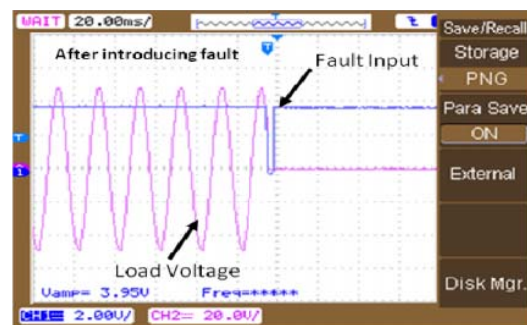 WAIT 20.00ms/
Save/Recall
Storage
PNG
Para Save
ON
External
Disk Mgr.
After introducing fault
Fault Input
T
T
1
Load Voltage
Vamp= 3.95V Freq=*****
CH1= 2.00V/ CH2= 20.0V/